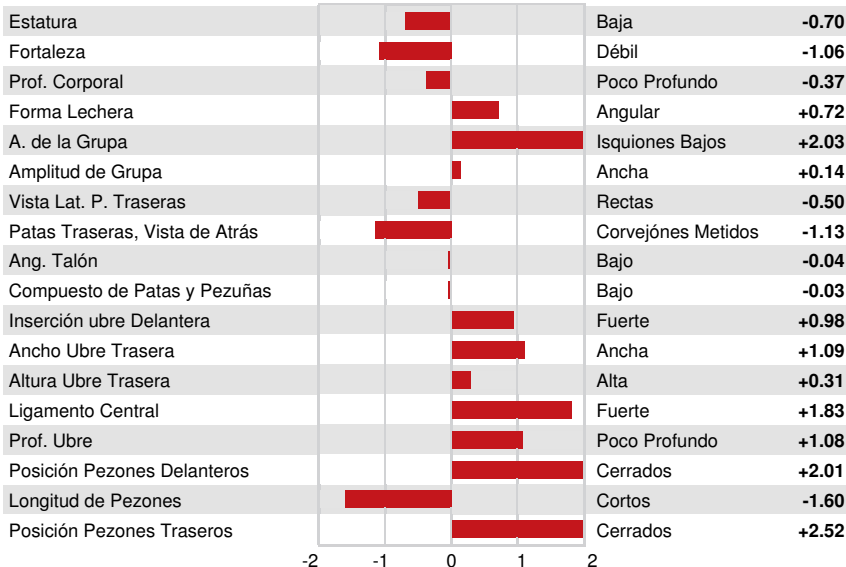 Estatura Baja -0.70
Fortaleza Débil -1.06
Prof. Corporal Poco Profundo -0.37
Forma Lechera Angular +0.72
A. de la Grupa Isquiones Bajos +2.03
Amplitud de Grupa Ancha +0.14
Vista Lat. P. Traseras Rectas -0.50
Patas Traseras, Vista de Atrás Corvejónes Metidos -1.13
Ang. Talón Bajo -0.04
Compuesto de Patas y Pezuñas Bajo -0.03
Inserción ubre Delantera Fuerte +0.98
Ancho Ubre Trasera Ancha +1.09
Altura Ubre Trasera Alta +0.31
Ligamento Central Fuerte +1.83
Prof. Ubre Poco Profundo +1.08
Posición Pezones Delanteros Cerrados +2.01
Longitud de Pezones Cortos -1.60
Posición Pezones Traseros Cerrados +2.52
-2 -1 0 1 2